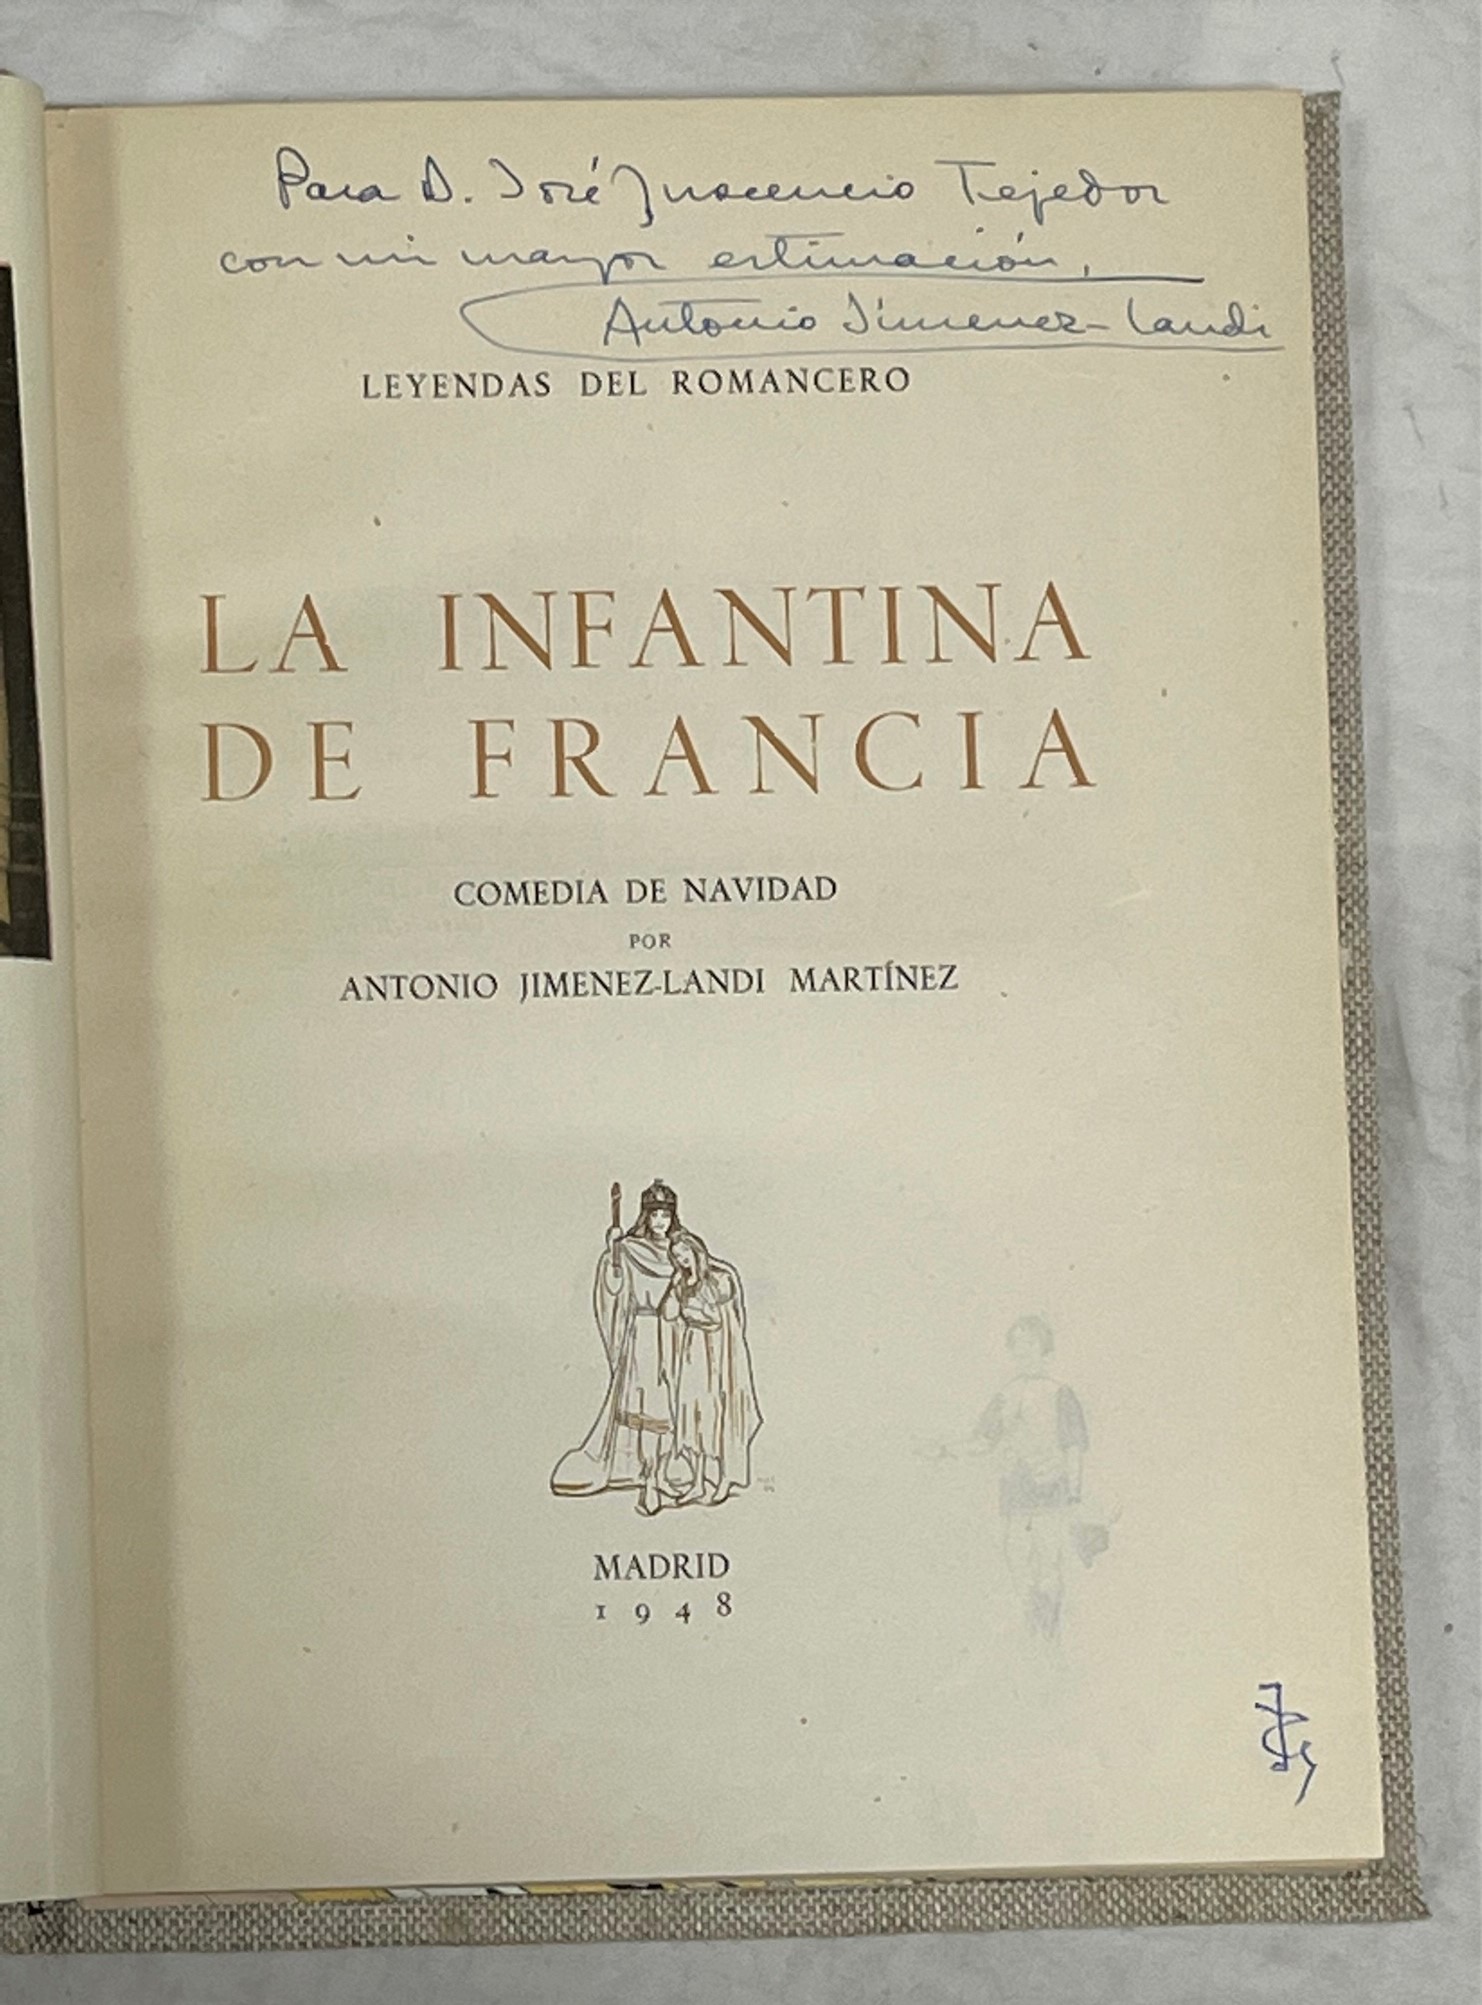 Para D. José Inocencio Tejedor
con mi mayor estimación,
Antonio Jimenez-Landi
LEYENDAS DEL ROMANCERO
LA INFANTINA
DE FRANCIA
COMEDIA DE NAVIDAD
POR
ANTONIO JIMENEZ-LANDI MARTÍNEZ
MADRID
1948